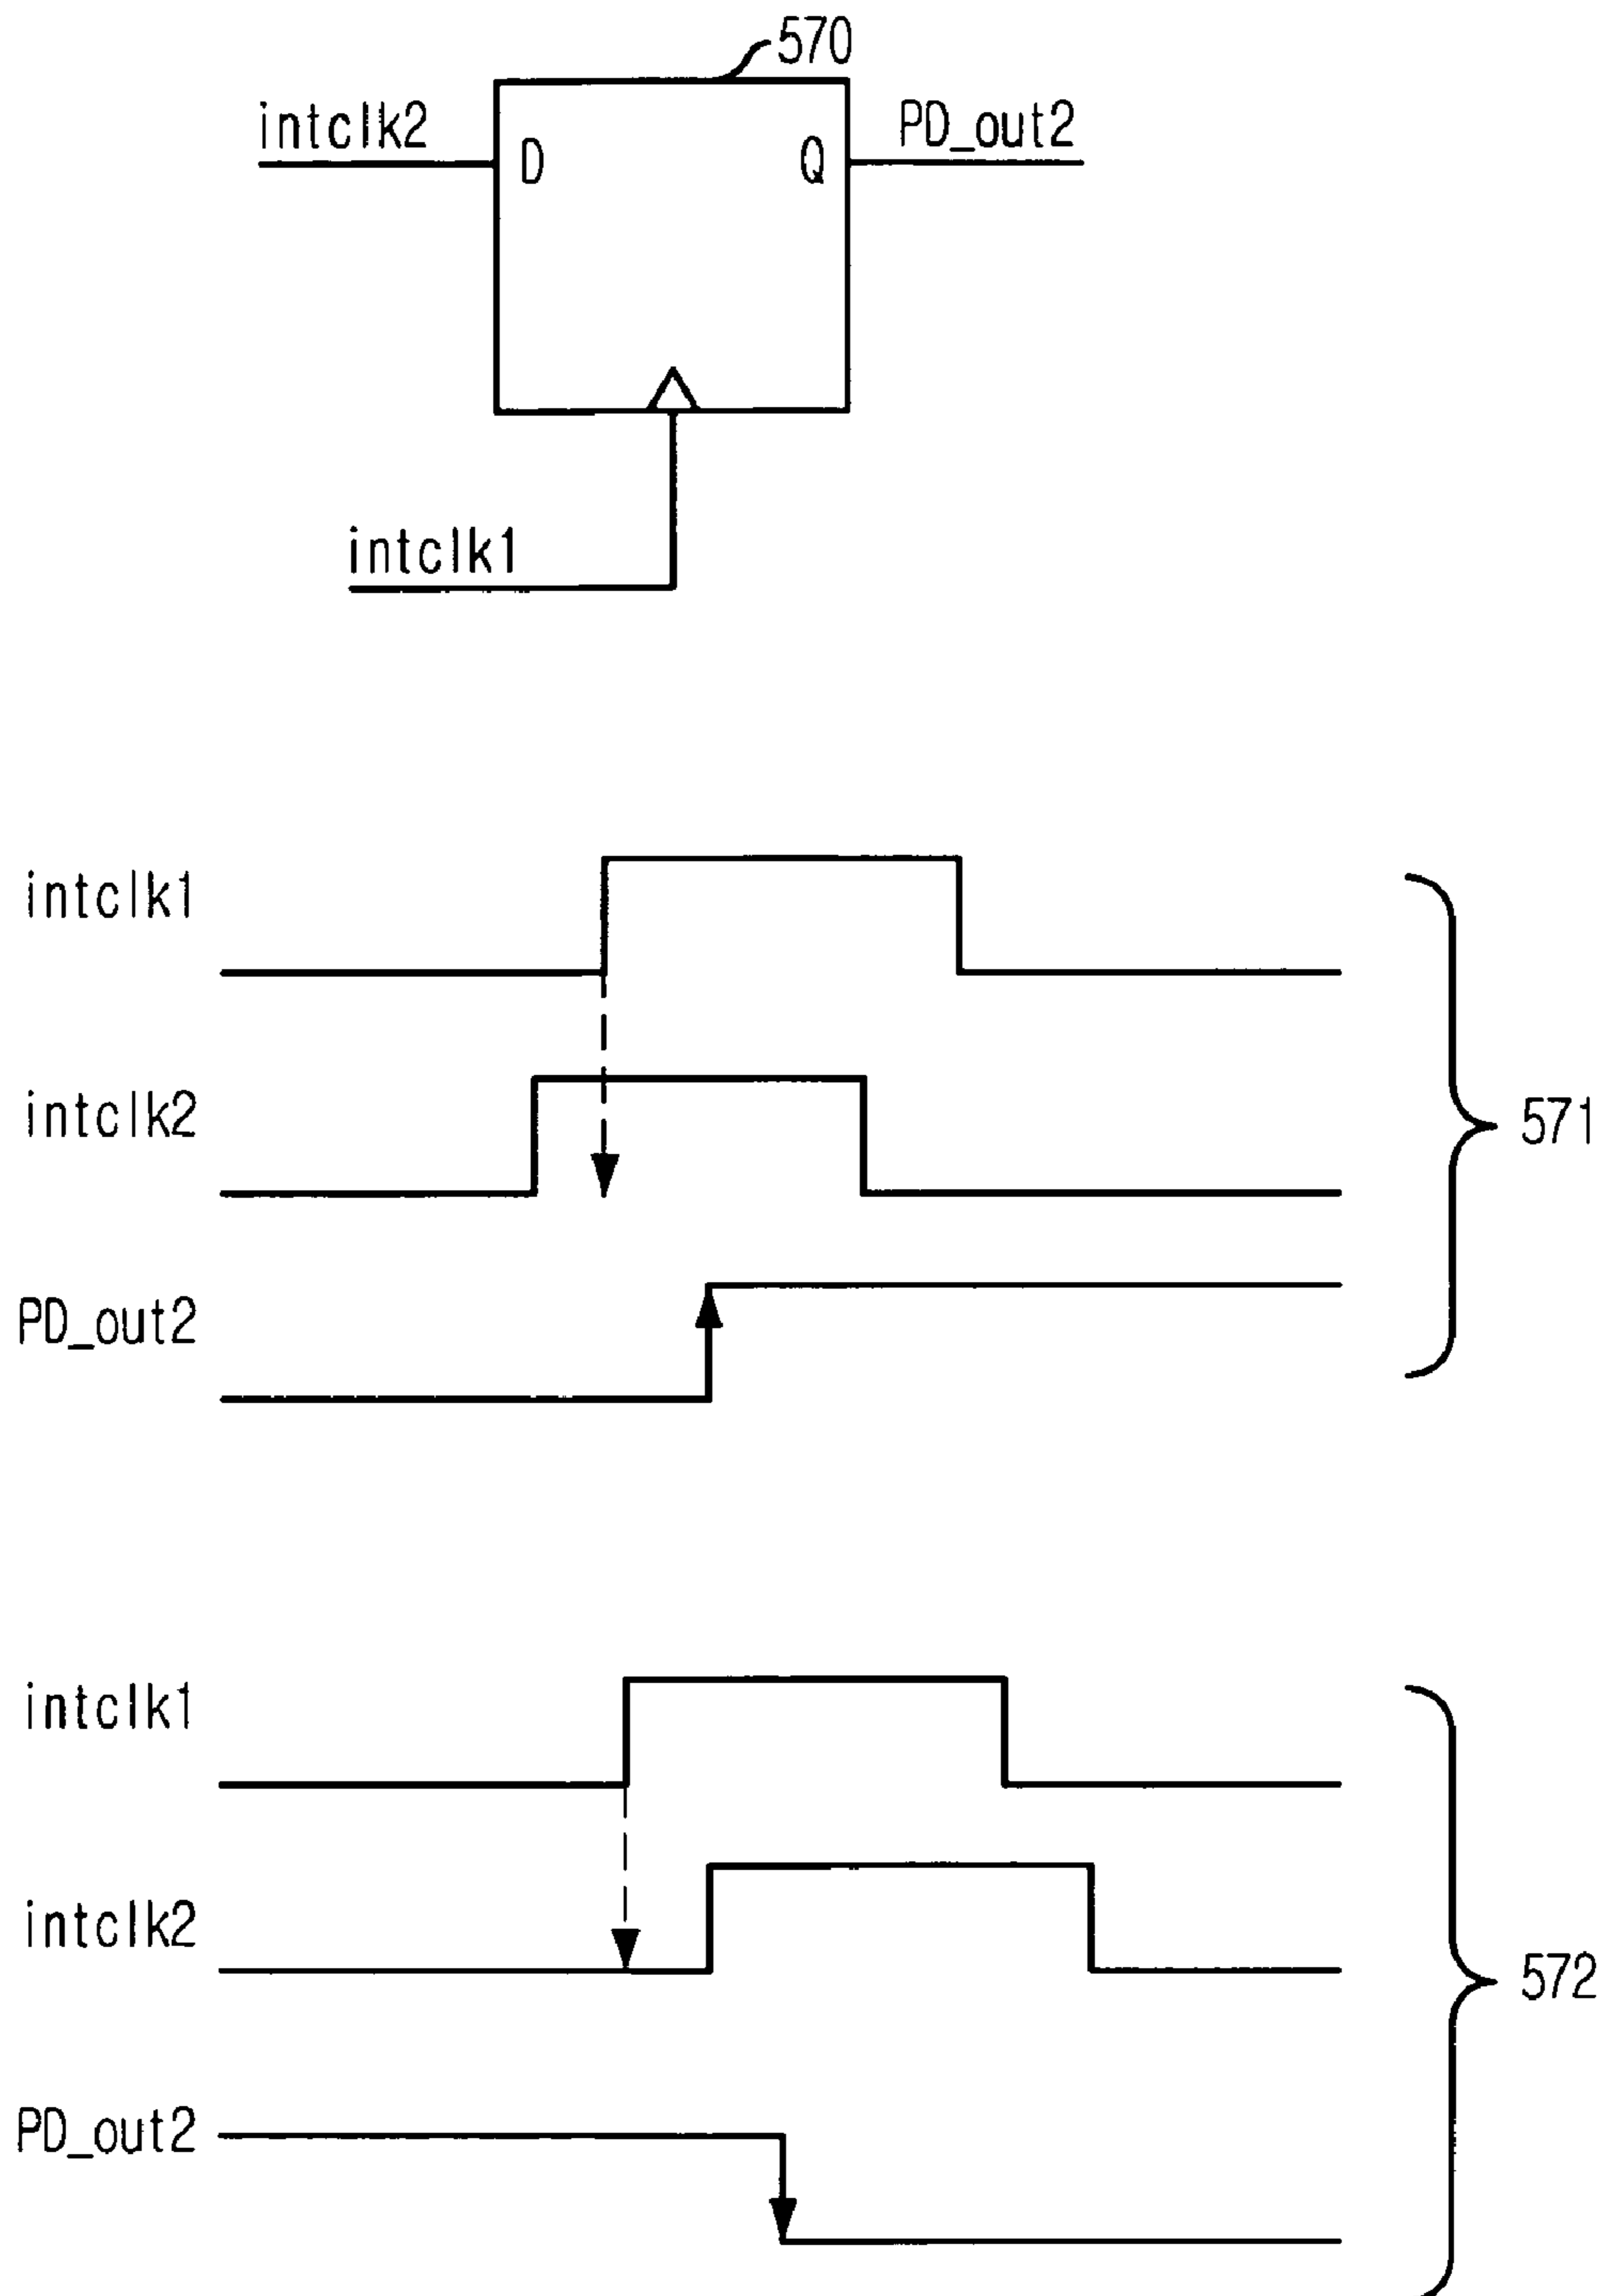 570
intclk2
PD_out2
D
Q
intclk1
intclk1
intclk2
571
PD_out2
intclk1
intclk2
572
PD_out2